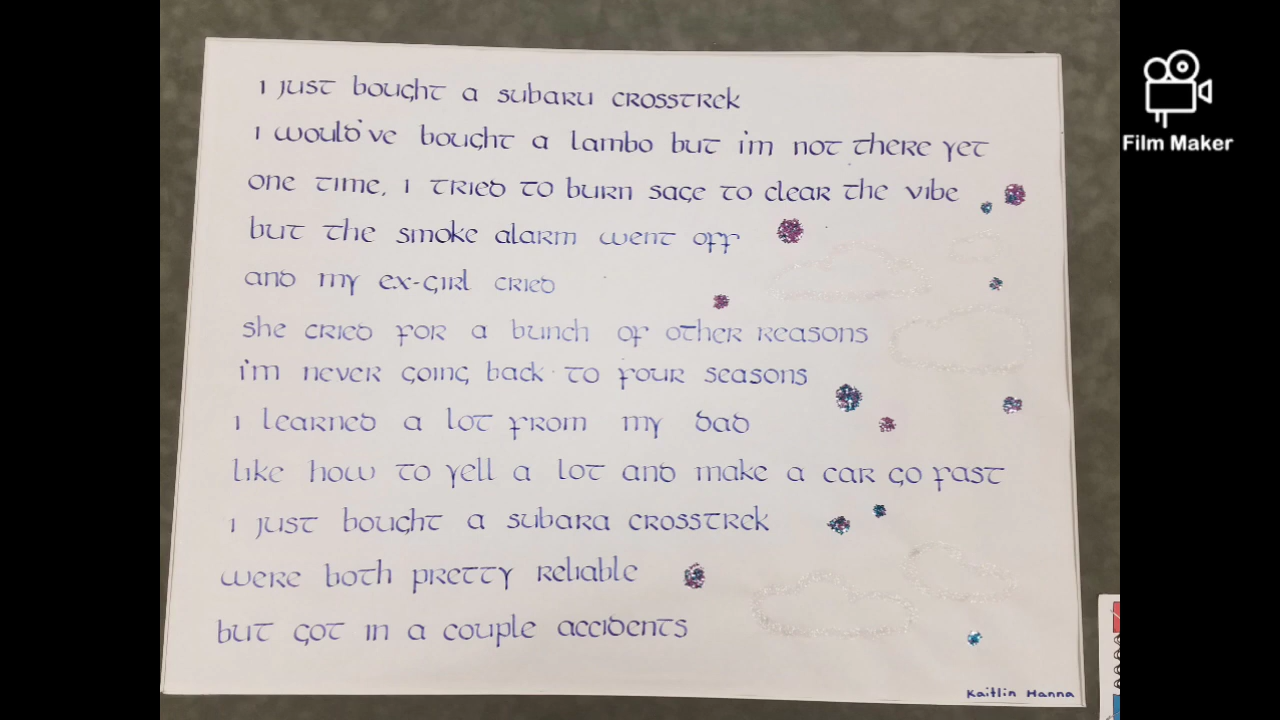 i just bought a subaru crosstrek
i would've bought a lambo but i'm not there yet
one time, i tried to burn sage to clear the vibe
but the smoke alarm went off
and my ex-girl cried
she cried for a bunch of other reasons
i'm never going back to four seasons
i learned a lot from my dad
like how to yell a lot and make a car go fast
i just bought a subara crosstrek
were both pretty reliable
but got in a couple accidents
Kaitlin Hanna
Film Maker